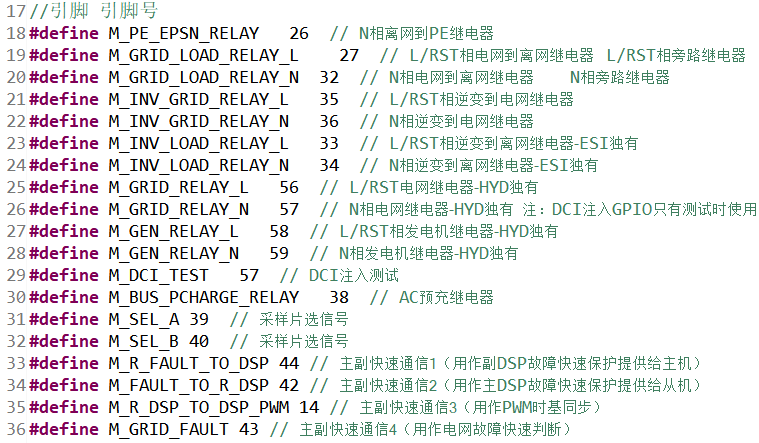 17 //引脚 引脚号
18 #define M_PE_EPSN_RELAY   26  // N相离网到PE继电器
19 #define M_GRID_LOAD_RELAY_L    27  // L/RST相电网到离网继电器 L/RST相旁路继电器
20 #define M_GRID_LOAD_RELAY_N  32  // N相电网到离网继电器    N相旁路继电器
21 #define M_INV_GRID_RELAY_L   35  // L/RST相逆变到电网继电器
22 #define M_INV_GRID_RELAY_N   36  // N相逆变到电网继电器
23 #define M_INV_LOAD_RELAY_L   33  // L/RST相逆变到离网继电器-ESI独有
24 #define M_INV_LOAD_RELAY_N   34  // N相逆变到离网继电器-ESI独有
25 #define M_GRID_RELAY_L   56  // L/RST电网继电器-HYD独有
26 #define M_GRID_RELAY_N   57  // N相电网继电器-HYD独有 注：DCI注入GPIO只有测试时使用
27 #define M_GEN_RELAY_L   58  // L/RST相发电机继电器-HYD独有
28 #define M_GEN_RELAY_N   59  // N相发电机继电器-HYD独有
29 #define M_DCI_TEST   57  // DCI注入测试
30 #define M_BUS_PCHARGE_RELAY   38  // AC预充继电器
31 #define M_SEL_A 39  // 采样片选信号
32 #define M_SEL_B 40  // 采样片选信号
33 #define M_R_FAULT_TO_DSP 44 // 主副快速通信1（用作副DSP故障快速保护提供给主机）
34 #define M_FAULT_TO_R_DSP 42 // 主副快速通信2（用作主DSP故障快速保护提供给从机）
35 #define M_R_DSP_TO_DSP_PWM 14 // 主副快速通信3（用作PWM时基同步）
36 #define M_GRID_FAULT 43 // 主副快速通信4（用作电网故障快速判断）